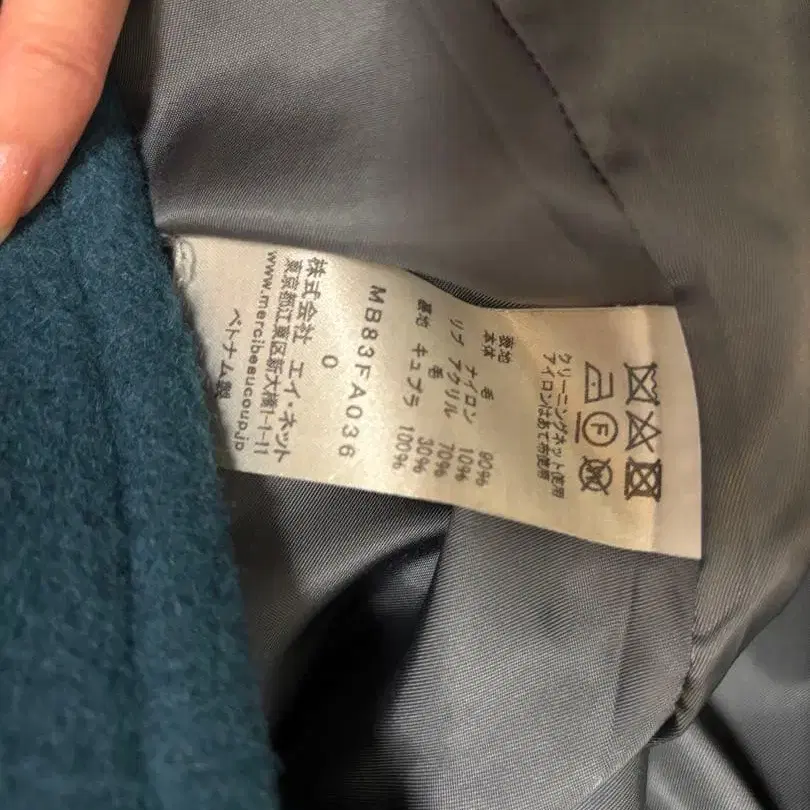 F
W
クリーニングネット使用
アイロンはあて布使用
表地
本体 毛 90%
ナイロン 10%
リブ アクリル 70%
毛 30%
裏地 キュプラ 100%
MB83FA036
0
株式会社 エイ・ネット
東京都江東区新大橋1-1-11
www.mercibeaucoup.jp
ベトナム製